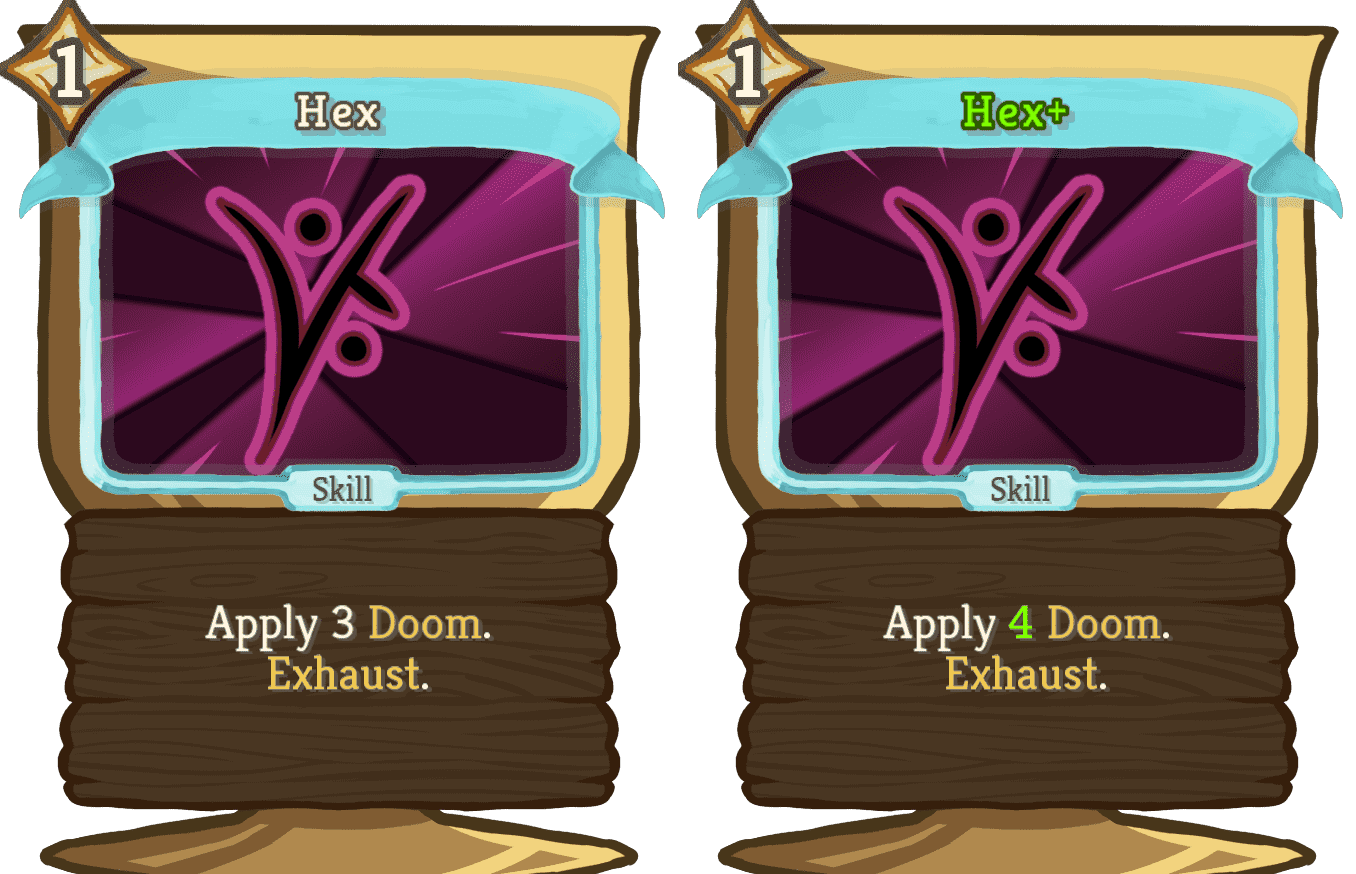 1
Hex
Skill
Apply 3 Doom.
Exhaust.
1
Hex+
Skill
Apply 4 Doom.
Exhaust.